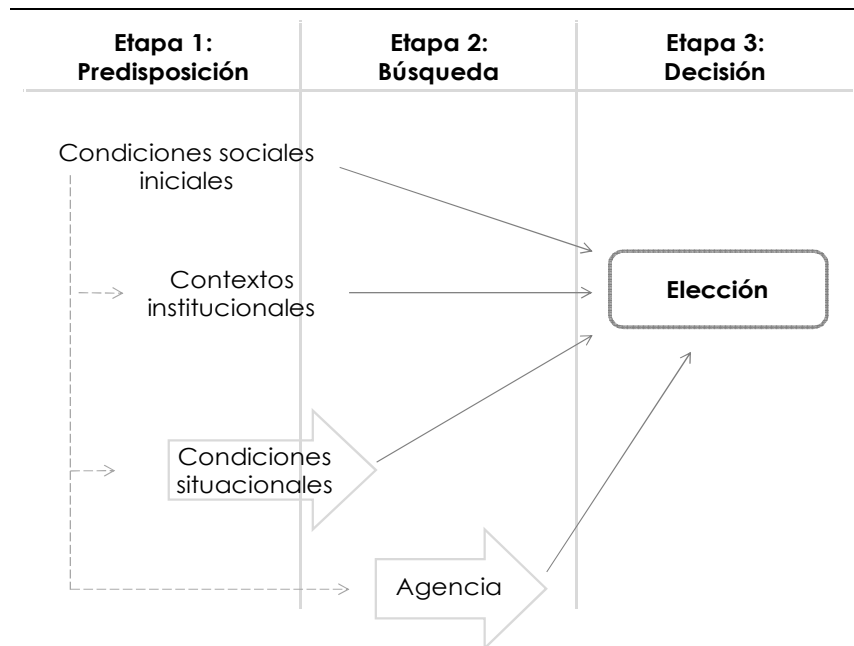 Etapa 1:
Predisposición
Etapa 2:
Búsqueda
Etapa 3:
Decisión
Condiciones sociales
iniciales
Contextos
institucionales
Elección
Condiciones
situacionales
Agencia